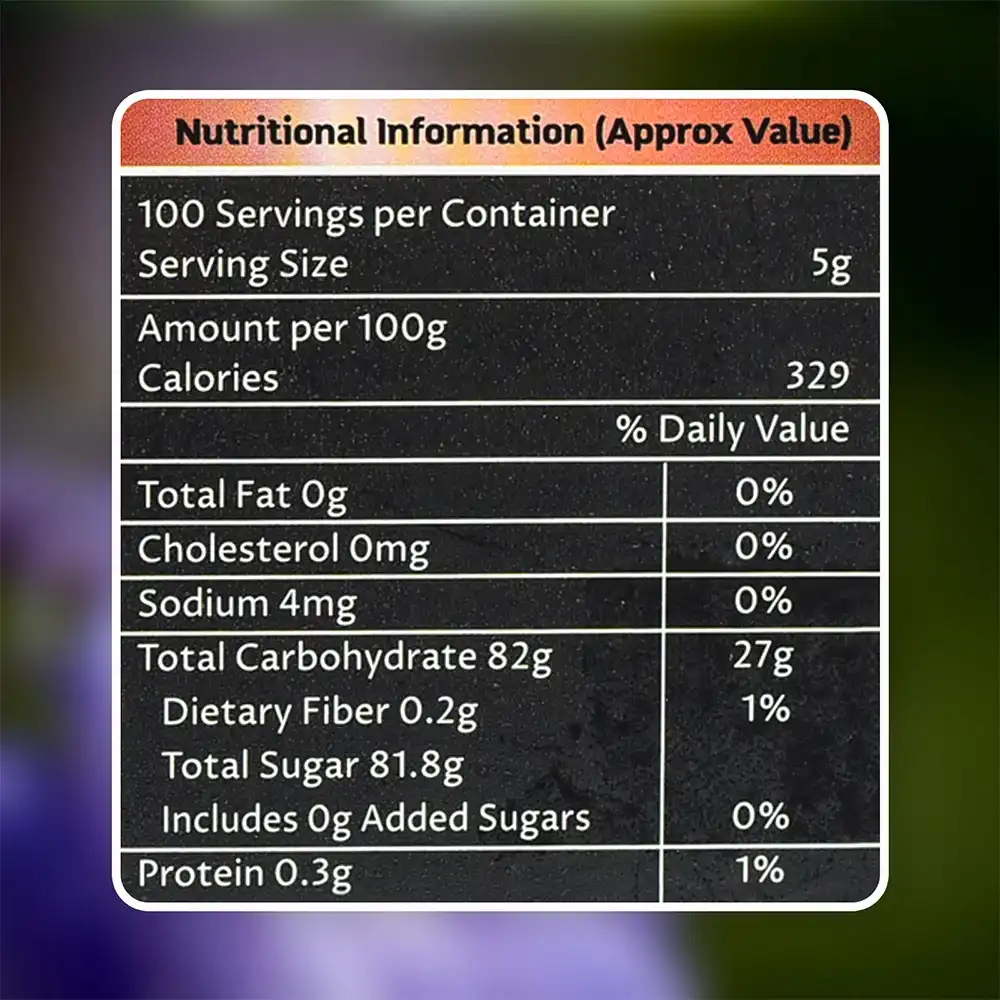 Nutritional Information (Approx Value)
100 Servings per Container
Serving Size 5g
Amount per 100g
Calories 329
% Daily Value
Total Fat 0g 0%
Cholesterol 0mg 0%
Sodium 4mg 0%
Total Carbohydrate 82g 27g
Dietary Fiber 0.2g 1%
Total Sugar 81.8g
Includes 0g Added Sugars 0%
Protein 0.3g 1%